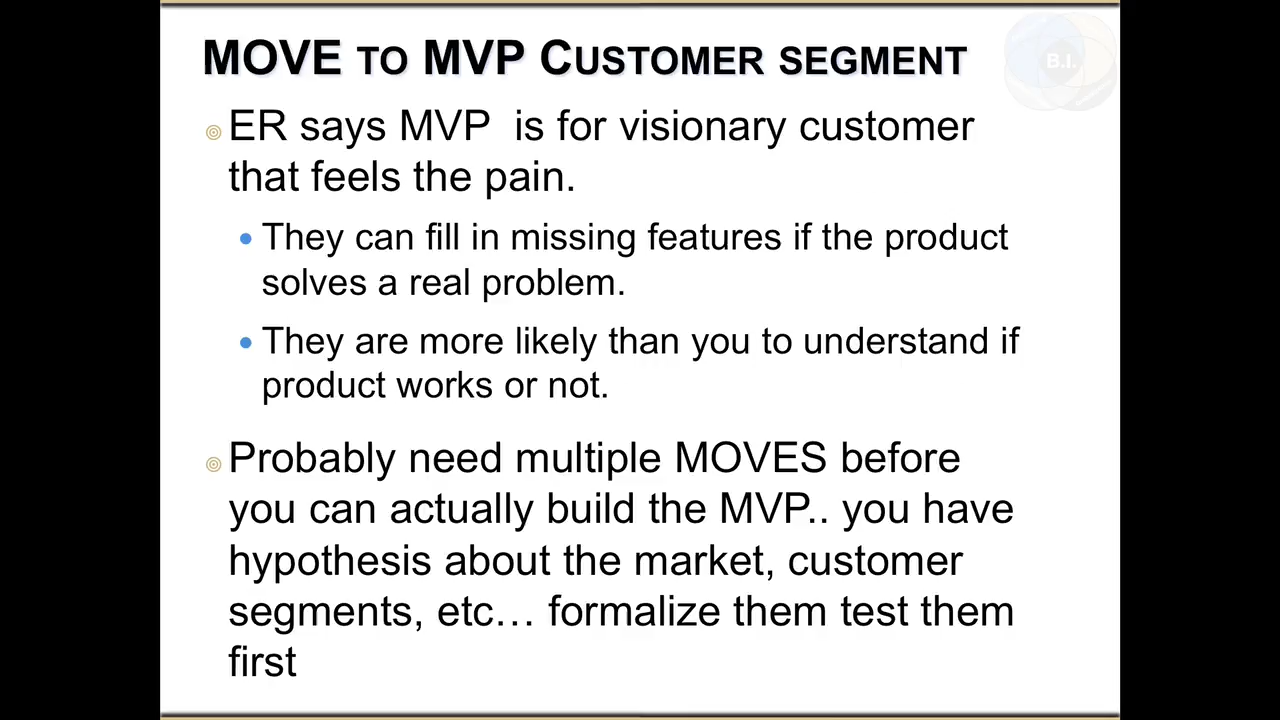 MOVE TO MVP CUSTOMER SEGMENT
B.I.
ER says MVP  is for visionary customer
that feels the pain.
They can fill in missing features if the product
solves a real problem.
They are more likely than you to understand if
product works or not.
Probably need multiple MOVES before
you can actually build the MVP.. you have
hypothesis about the market, customer
segments, etc… formalize them test them
first